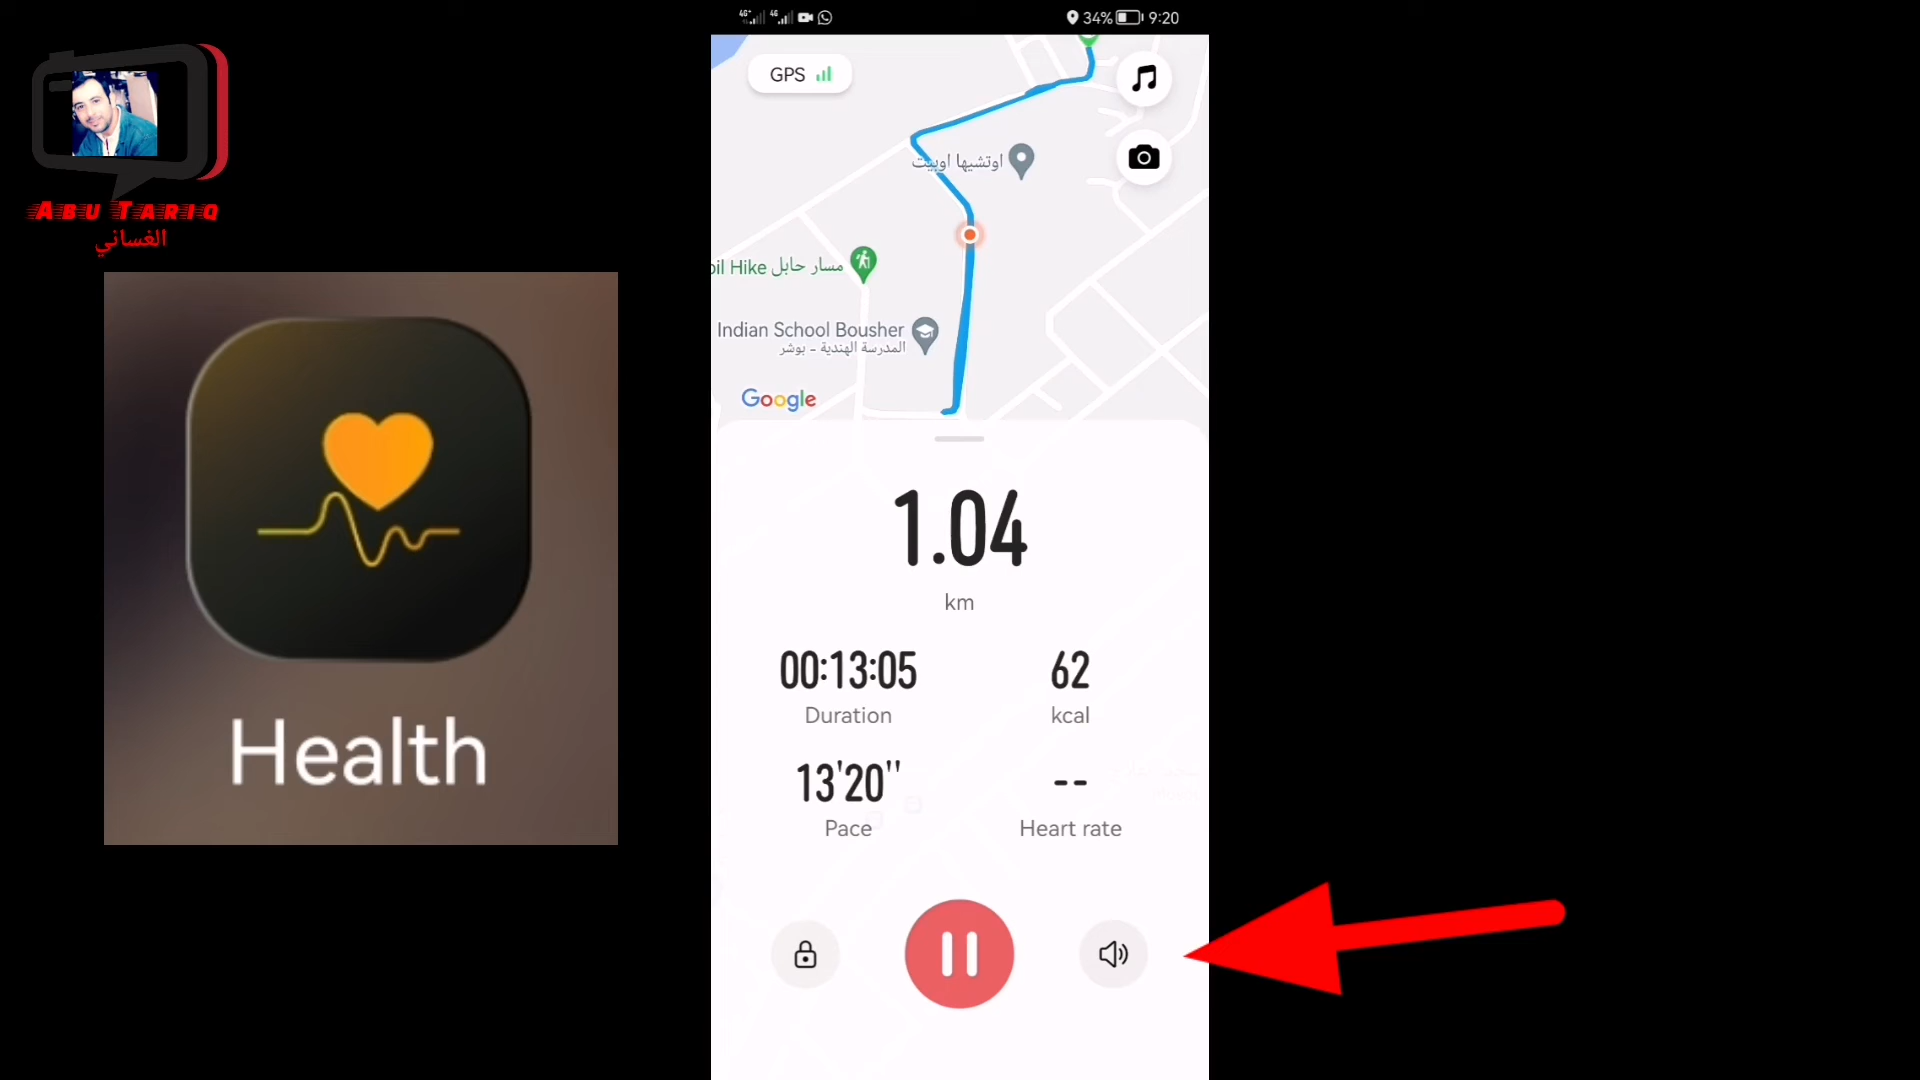 ABU TARIQ
الغساني
Health
34% 9:20
GPS
اوتشيها اوبيت
bil Hike مسار حابل
Indian School Bousher
المدرسة الهندية - بوشر
Google
1.04
km
00:13:05
Duration
62
kcal
13'20"
Pace
--
Heart rate